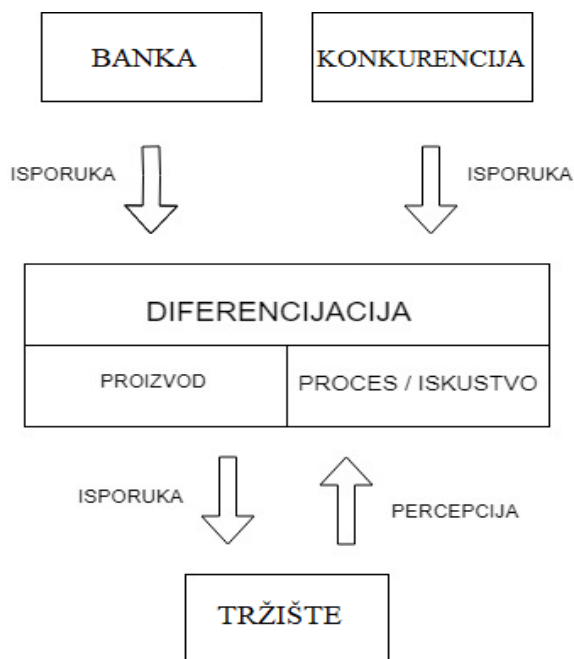 BANKA
KONKURENCIJA
ISPORUKA
ISPORUKA
DIFERENCIJACIJA
PROIZVOD
PROCES / ISKUSTVO
ISPORUKA
PERCEPCIJA
TRŽIŠTE